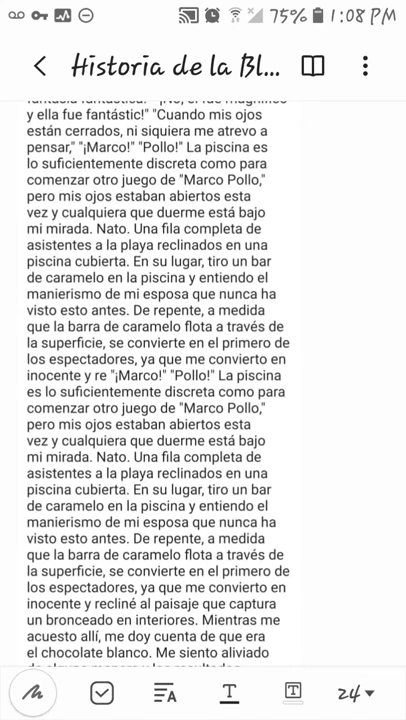 75% 1:08 PM
Historia de la Bl...
fantasía fantástica!" "¡No, él fue magnífico
y ella fue fantástic!" "Cuando mis ojos
están cerrados, ni siquiera me atrevo a
pensar," "¡Marco!" "Pollo!" La piscina es
lo suficientemente discreta como para
comenzar otro juego de "Marco Pollo,"
pero mis ojos estaban abiertos esta
vez y cualquiera que duerme está bajo
mi mirada. Nato. Una fila completa de
asistentes a la playa reclinados en una
piscina cubierta. En su lugar, tiro un bar
de caramelo en la piscina y entiendo el
manierismo de mi esposa que nunca ha
visto esto antes. De repente, a medida
que la barra de caramelo flota a través de
la superficie, se convierte en el primero de
los espectadores, ya que me convierto en
inocente y re "¡Marco!" "Pollo!" La piscina
es lo suficientemente discreta como para
comenzar otro juego de "Marco Pollo,"
pero mis ojos estaban abiertos esta
vez y cualquiera que duerme está bajo
mi mirada. Nato. Una fila completa de
asistentes a la playa reclinados en una
piscina cubierta. En su lugar, tiro un bar
de caramelo en la piscina y entiendo el
manierismo de mi esposa que nunca ha
visto esto antes. De repente, a medida
que la barra de caramelo flota a través de
la superficie, se convierte en el primero de
los espectadores, ya que me convierto en
inocente y recliné al paisaje que captura
un bronceado en interiores. Mientras me
acuesto allí, me doy cuenta de que era
el chocolate blanco. Me siento aliviado
de alguna manera y los resultados
24